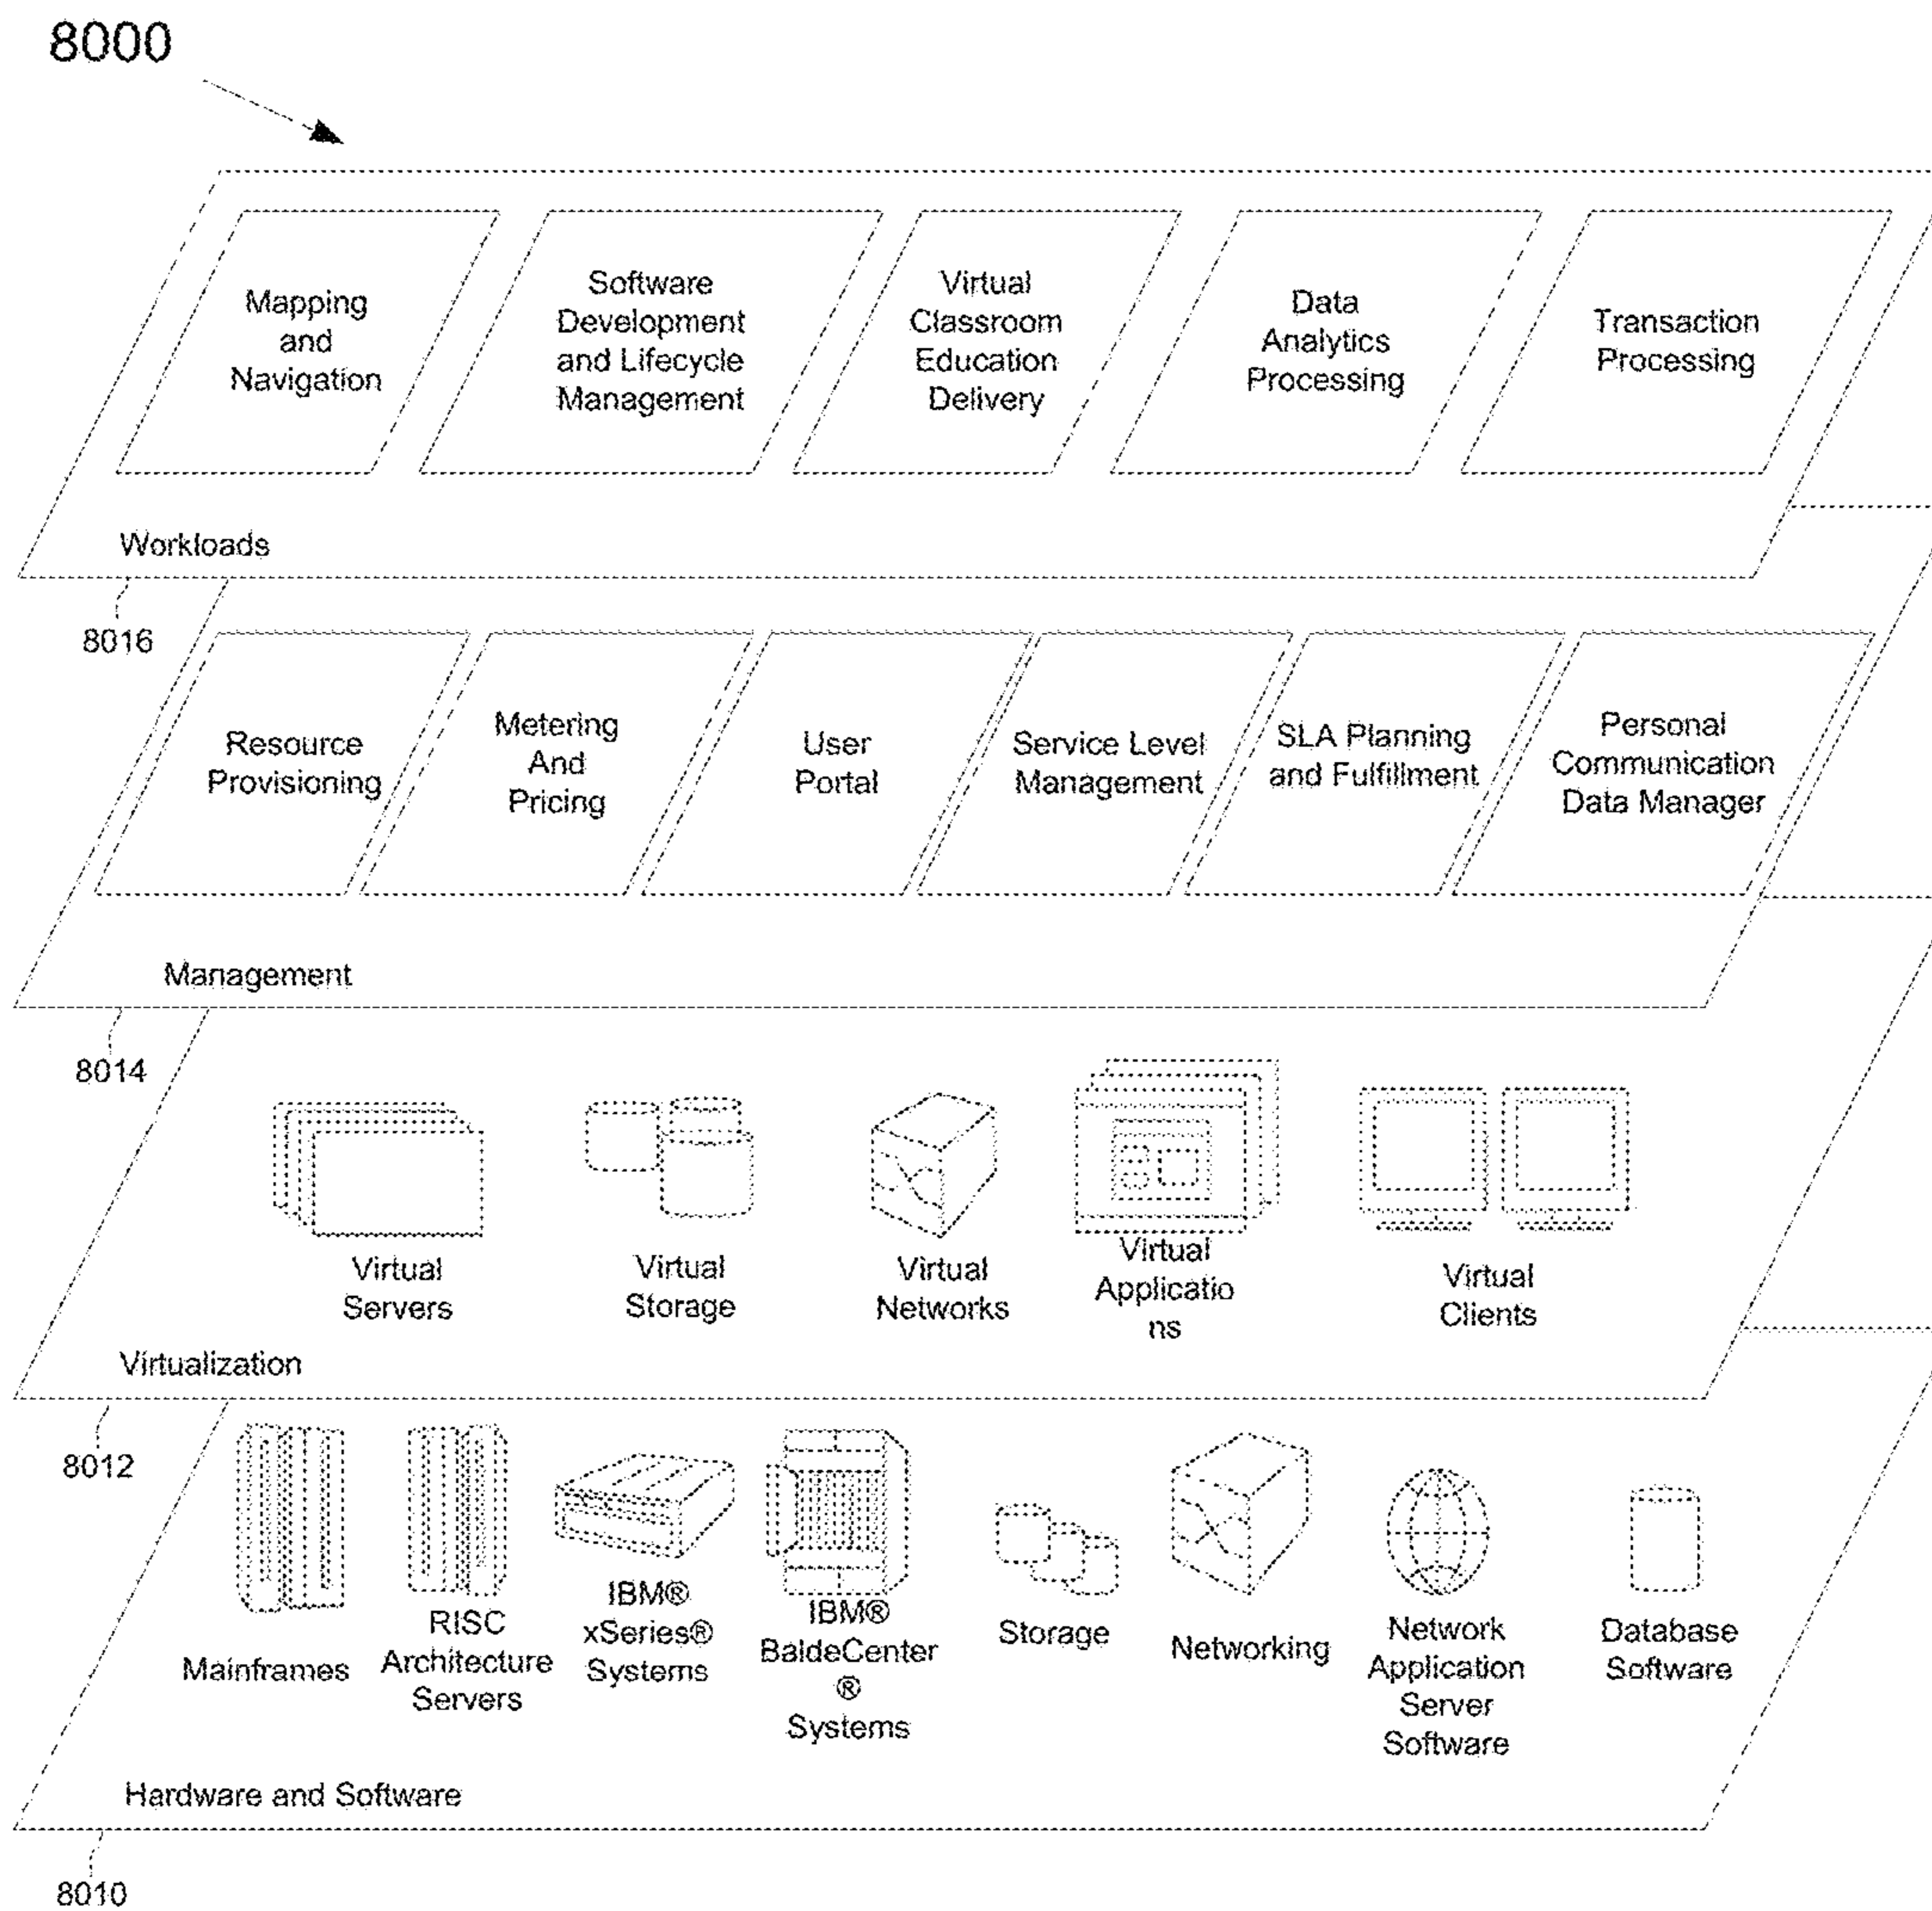 8000
Mapping
and
Navigation
Software
Development
and Lifecycle
Management
Virtual
Classroom
Education
Delivery
Data
Analytics
Processing
Transaction
Processing
Workloads
8016
Resource
Provisioning
Metering
And
Pricing
User
Portal
Service Level
Management
SLA Planning
and Fulfillment
Personal
Communication
Data Manager
Management
8014
Virtual
Servers
Virtual
Storage
Virtual
Networks
Virtual
Applicatio
ns
Virtual
Clients
Virtualization
8012
Mainframes
RISC
Architecture
Servers
IBM®
xSeries®
Systems
IBM®
BaldeCenter
®
Systems
Storage
Networking
Network
Application
Server
Software
Database
Software
Hardware and Software
8010